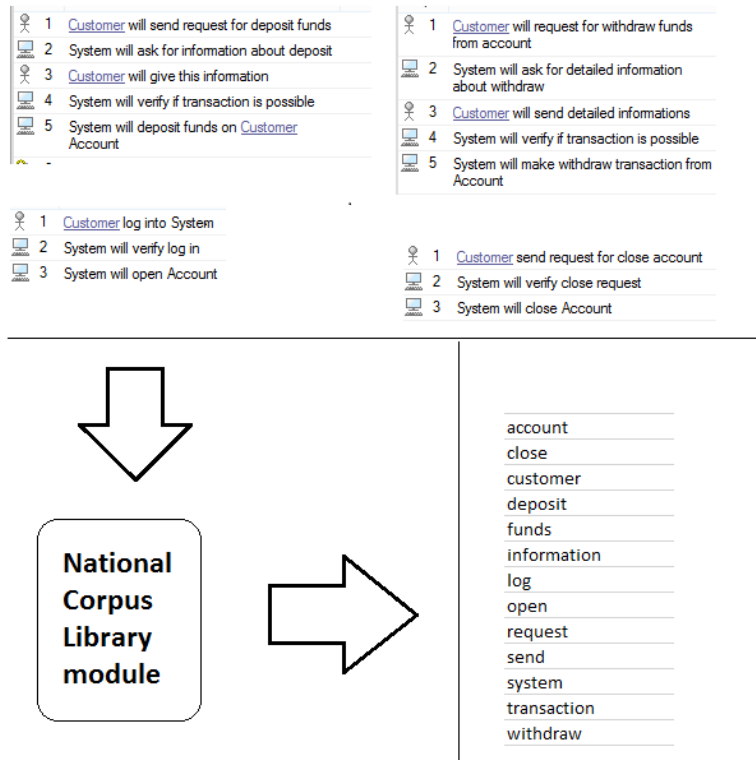 1 Customer will send request for deposit funds
2 System will ask for information about deposit
3 Customer will give this information
4 System will verify if transaction is possible
5 System will deposit funds on Customer
Account
1 Customer will request for withdraw funds
from account
2 System will ask for detailed information
about withdraw
3 Customer will send detailed informations
4 System will verify if transaction is possible
5 System will make withdraw transaction from
Account
1 Customer log into System
2 System will verify log in
3 System will open Account
1 Customer send request for close account
2 System will verify close request
3 System will close Account
National
Corpus
Library
module
account
close
customer
deposit
funds
information
log
open
request
send
system
transaction
withdraw